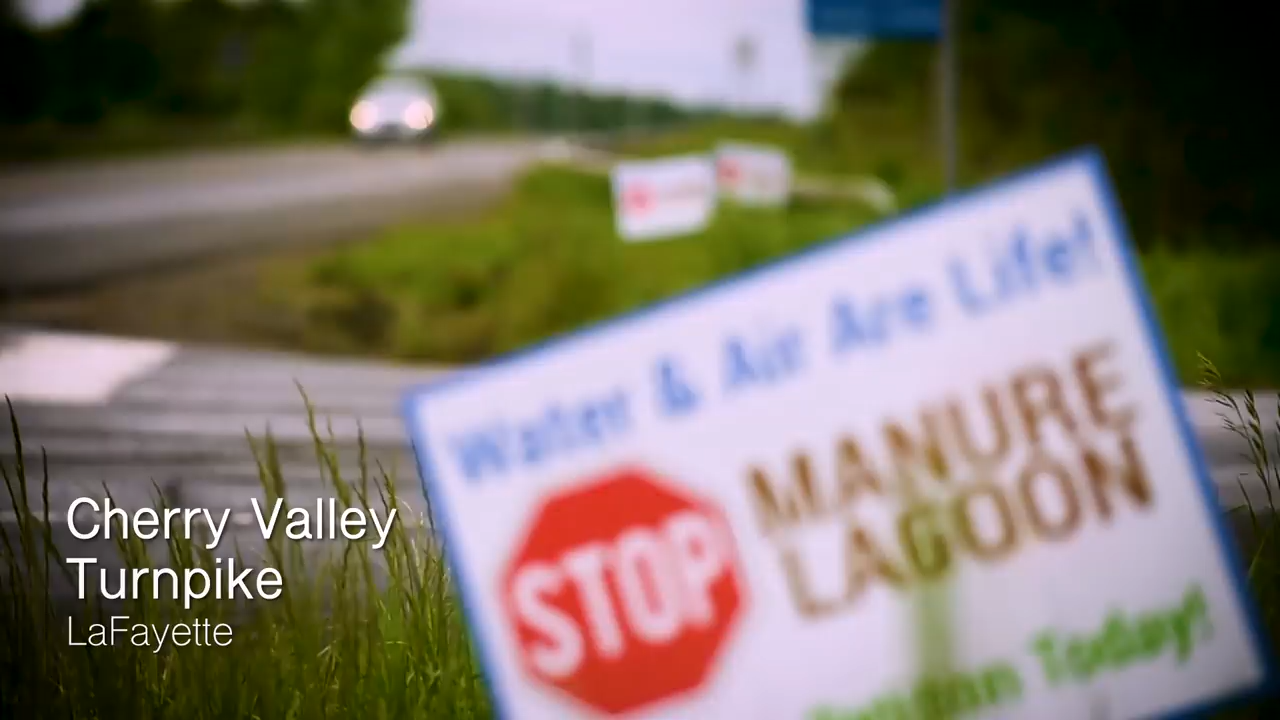 Water & Air Are Life!
STOP
MANURE
LAGOON
Today!
Cherry Valley
Turnpike
LaFayette